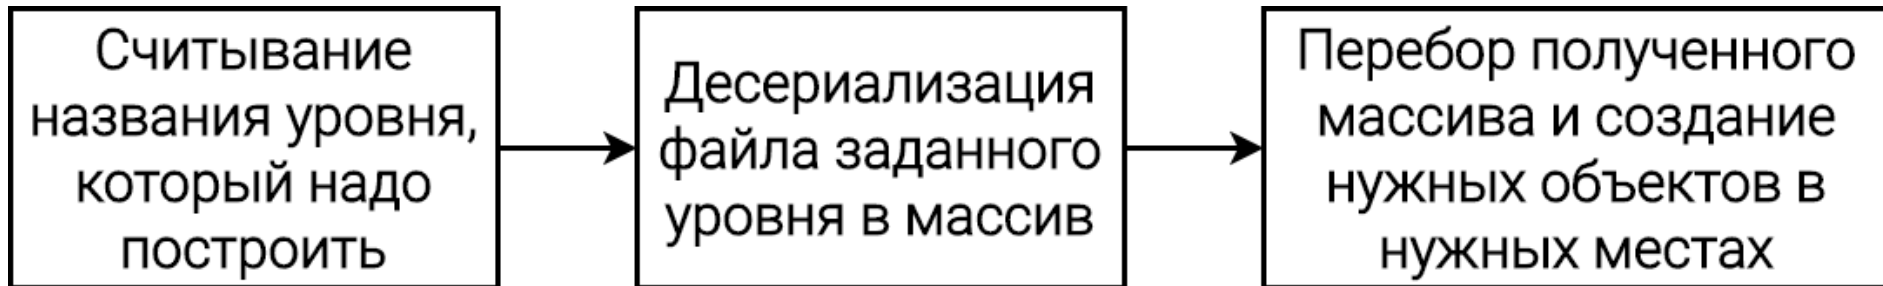 Считывание
названия уровня,
который надо
построить
Десериализация
файла заданного
уровня в массив
Перебор полученного
массива и создание
нужных объектов в
нужных местах